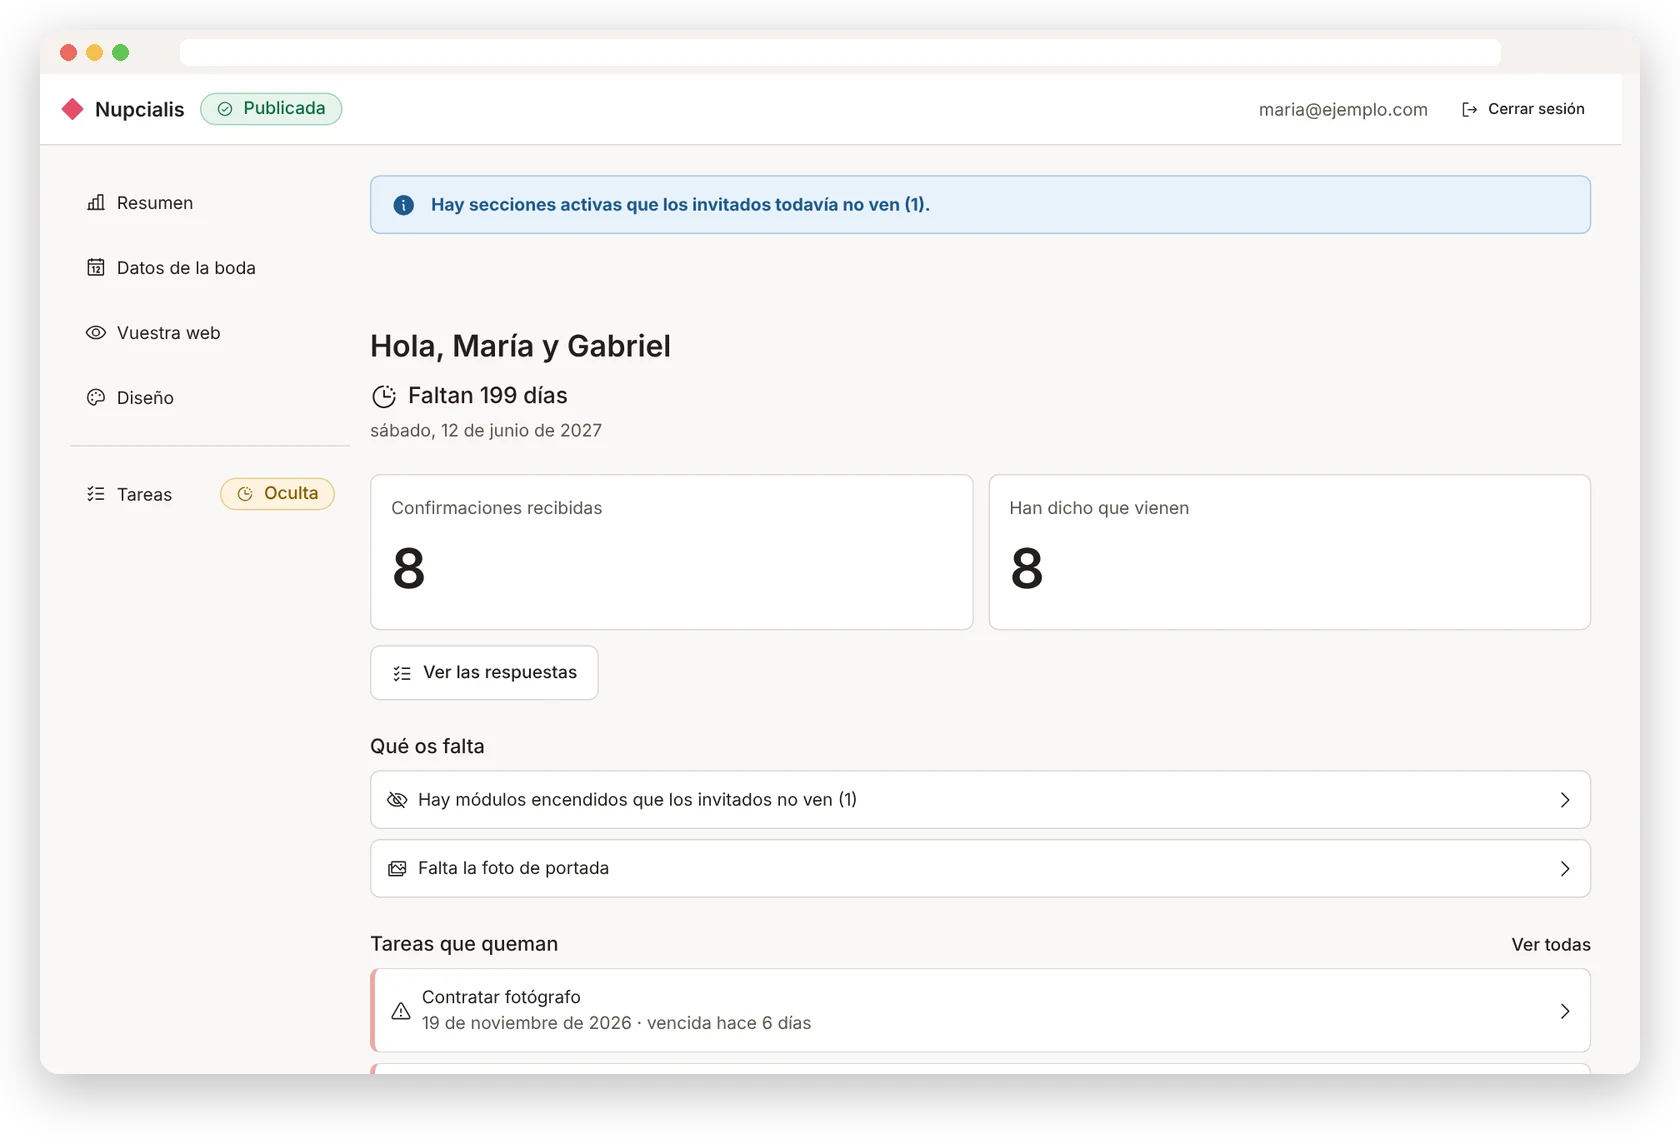 Nupcialis
Publicada
maria@ejemplo.com
Cerrar sesión
Resumen
Datos de la boda
12
Vuestra web
Diseño
Tareas
Oculta
Hay secciones activas que los invitados todavía no ven (1).
Hola, María y Gabriel
Faltan 199 días
sábado, 12 de junio de 2027
Confirmaciones recibidas
8
Han dicho que vienen
8
Ver las respuestas
Qué os falta
Hay módulos encendidos que los invitados no ven (1)
Falta la foto de portada
Tareas que queman
Ver todas
Contratar fotógrafo
19 de noviembre de 2026 · vencida hace 6 días